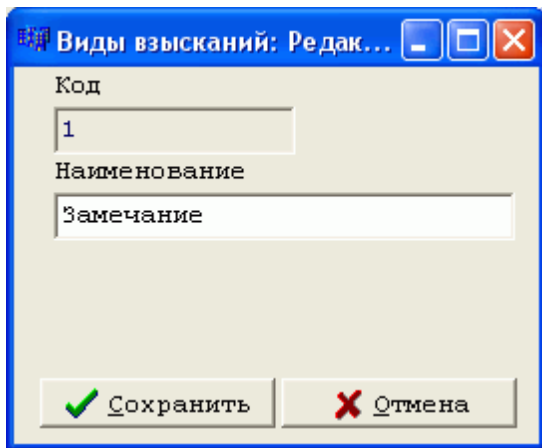 Виды взысканий: Редак...
Код
1
Наименование
Замечание
Сохранить
Отмена